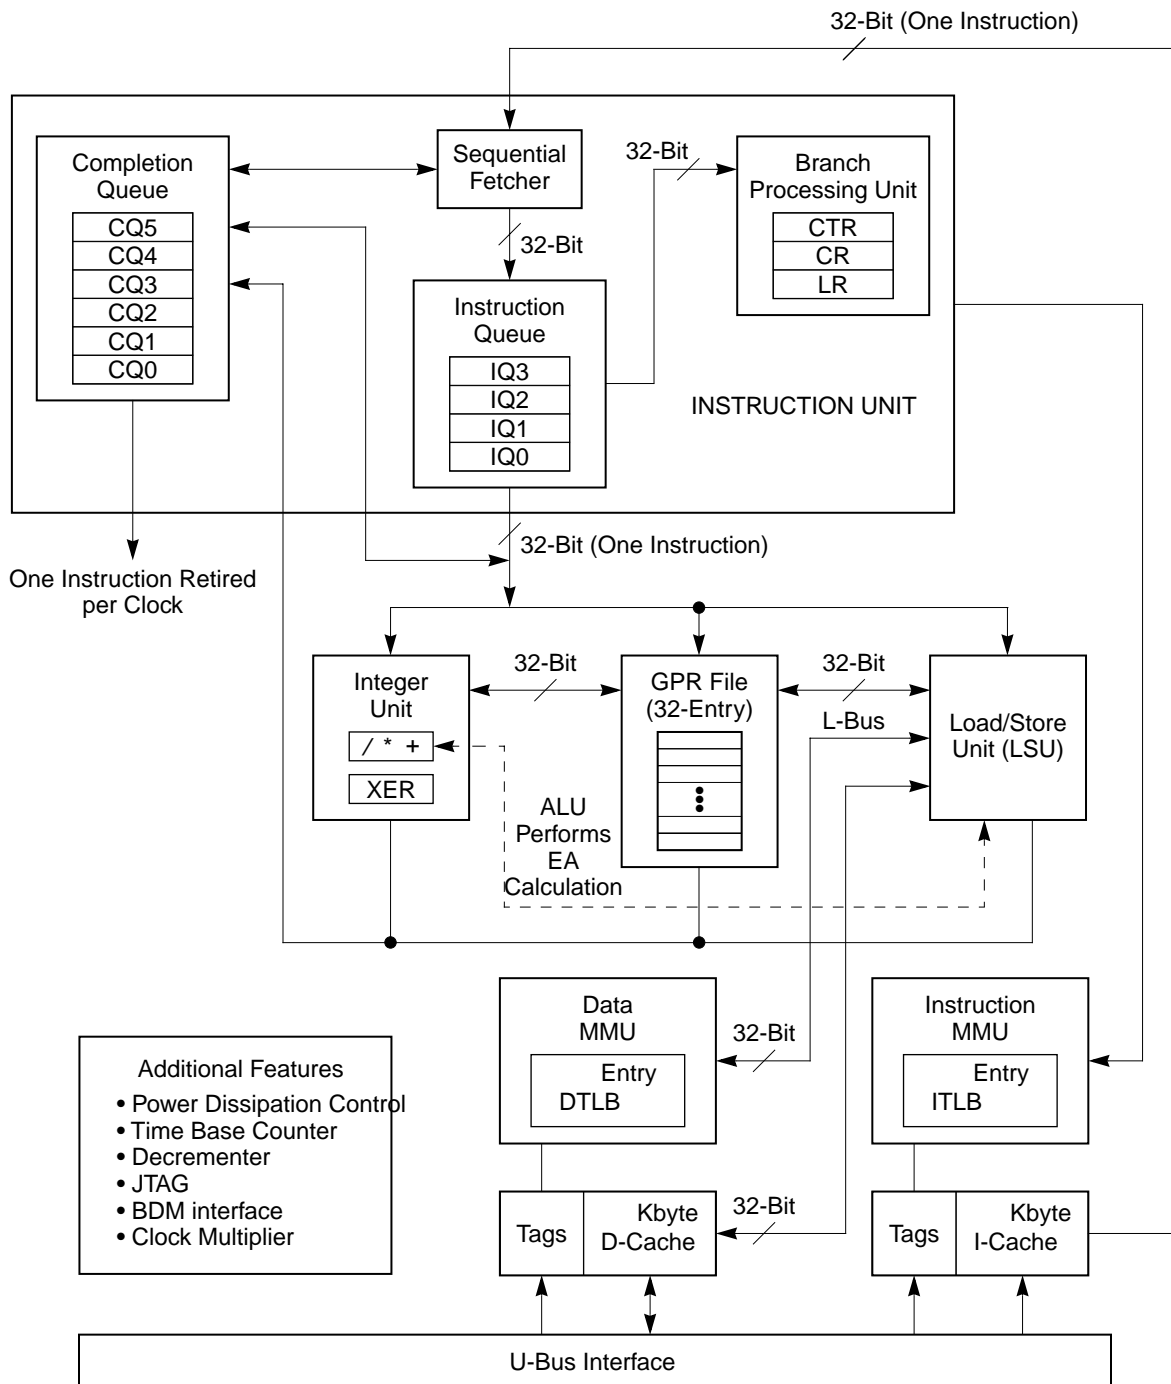 32-Bit (One Instruction)
Completion
Queue
CQ5
CQ4
CQ3
CQ2
CQ1
CQ0
Sequential
Fetcher
32-Bit
32-Bit
Branch
Processing Unit
CTR
CR
LR
Instruction
Queue
IQ3
IQ2
IQ1
IQ0
INSTRUCTION UNIT
32-Bit (One Instruction)
One Instruction Retired
per Clock
Integer
Unit
/ * +
XER
32-Bit
GPR File
(32-Entry)
32-Bit
L-Bus
Load/Store
Unit (LSU)
ALU
Performs
EA
Calculation
Data
MMU
Entry
DTLB
32-Bit
Instruction
MMU
Entry
ITLB
Additional Features
• Power Dissipation Control
• Time Base Counter
• Decrementer
• JTAG
• BDM interface
• Clock Multiplier
Tags
Kbyte
D-Cache
32-Bit
Tags
Kbyte
I-Cache
U-Bus Interface